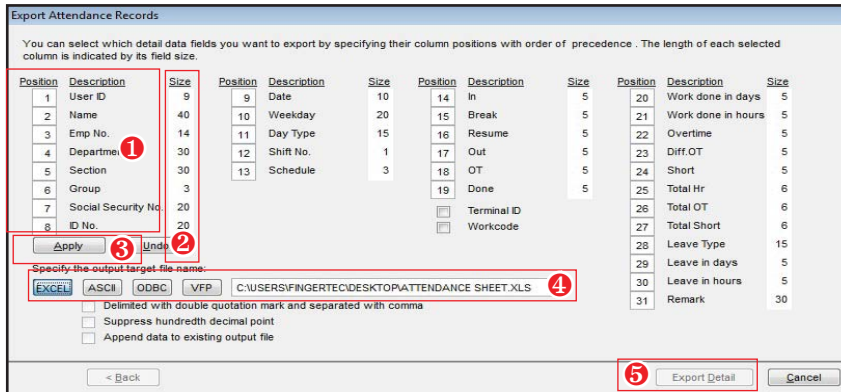 Export Attendance Records
You can select which detail data fields you want to export by specifying their column positions with order of precedence . The length of each selected
column is indicated by its field size.
Position Description Size Position Description Size Position Description Size Position Description Size
1 User ID 9 9 Date 10 14 In 5 20 Work done in days 5
2 Name 40 10 Weekday 20 15 Break 5 21 Work done in hours 5
3 Emp No. 14 11 Day Type 15 16 Resume 5 22 Overtime 5
4 Departmen 1 30 12 Shift No. 1 17 Out 5 23 Diff.OT 5
5 Section 30 13 Schedule 3 18 OT 5 24 Short 5
6 Group 3 19 Done 5 25 Total Hr 6
7 Social Security No. 20 Terminal ID 26 Total OT 6
8 ID No. 20 Workcode 27 Total Short 6
Apply 3 Undo 2 28 Leave Type 15
Specify the output target file name: 29 Leave in days 5
EXCEL ASCII ODBC VFP C:\USERS\FINGERTEC\DESKTOP\ATTENDANCE SHEET.XLS 4 30 Leave in hours 5
Delimited with double quotation mark and separated with comma 31 Remark 30
Suppress hundredth decimal point
Append data to existing output file
< Back 5 Export Detail Cancel